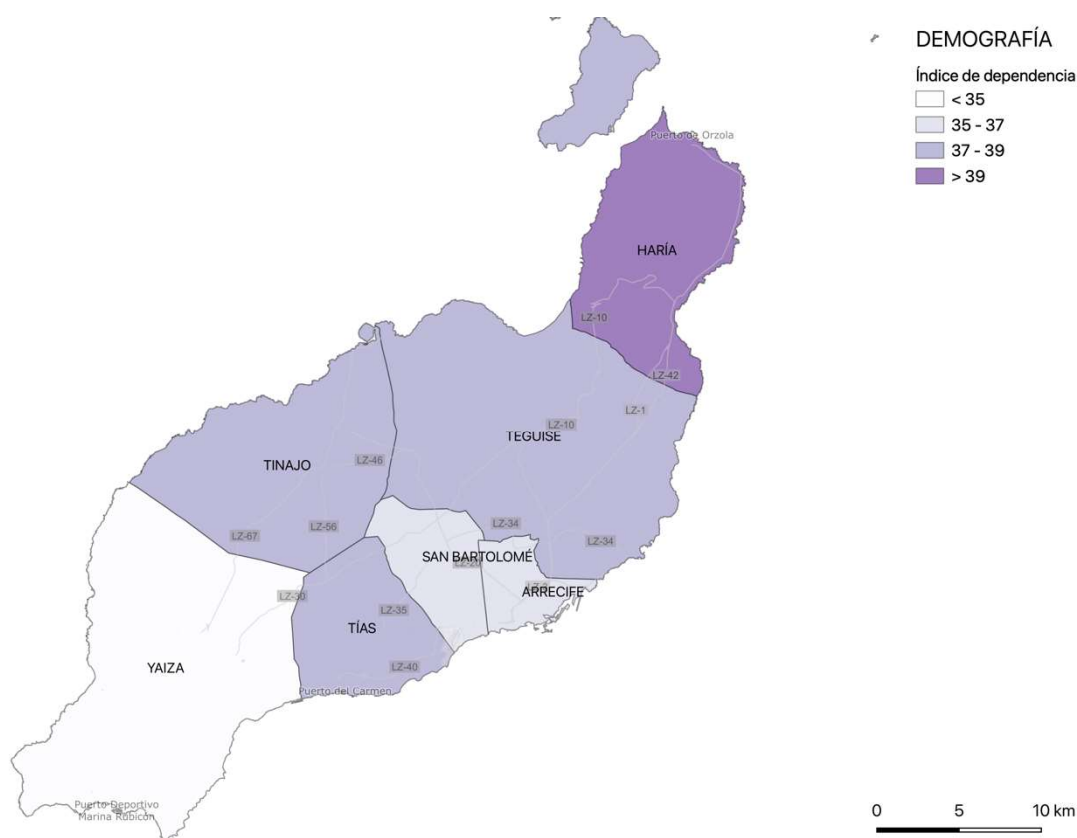 DEMOGRAFÍA
Índice de dependencia
< 35
35 - 37
37 - 39
> 39
Puerto de Orzola
HARÍA
LZ-10
LZ-42
LZ-1
LZ-10
TEGUISE
TINAJO
LZ-46
LZ-56
LZ-67
LZ-34
LZ-34
SAN BARTOLOMÉ
LZ-20
ARRECIFE
LZ-30
LZ-35
TÍAS
YAIZA
LZ-40
Puerto del Carmen
Puerto Deportivo
Marina Rubicón
0 5 10 km